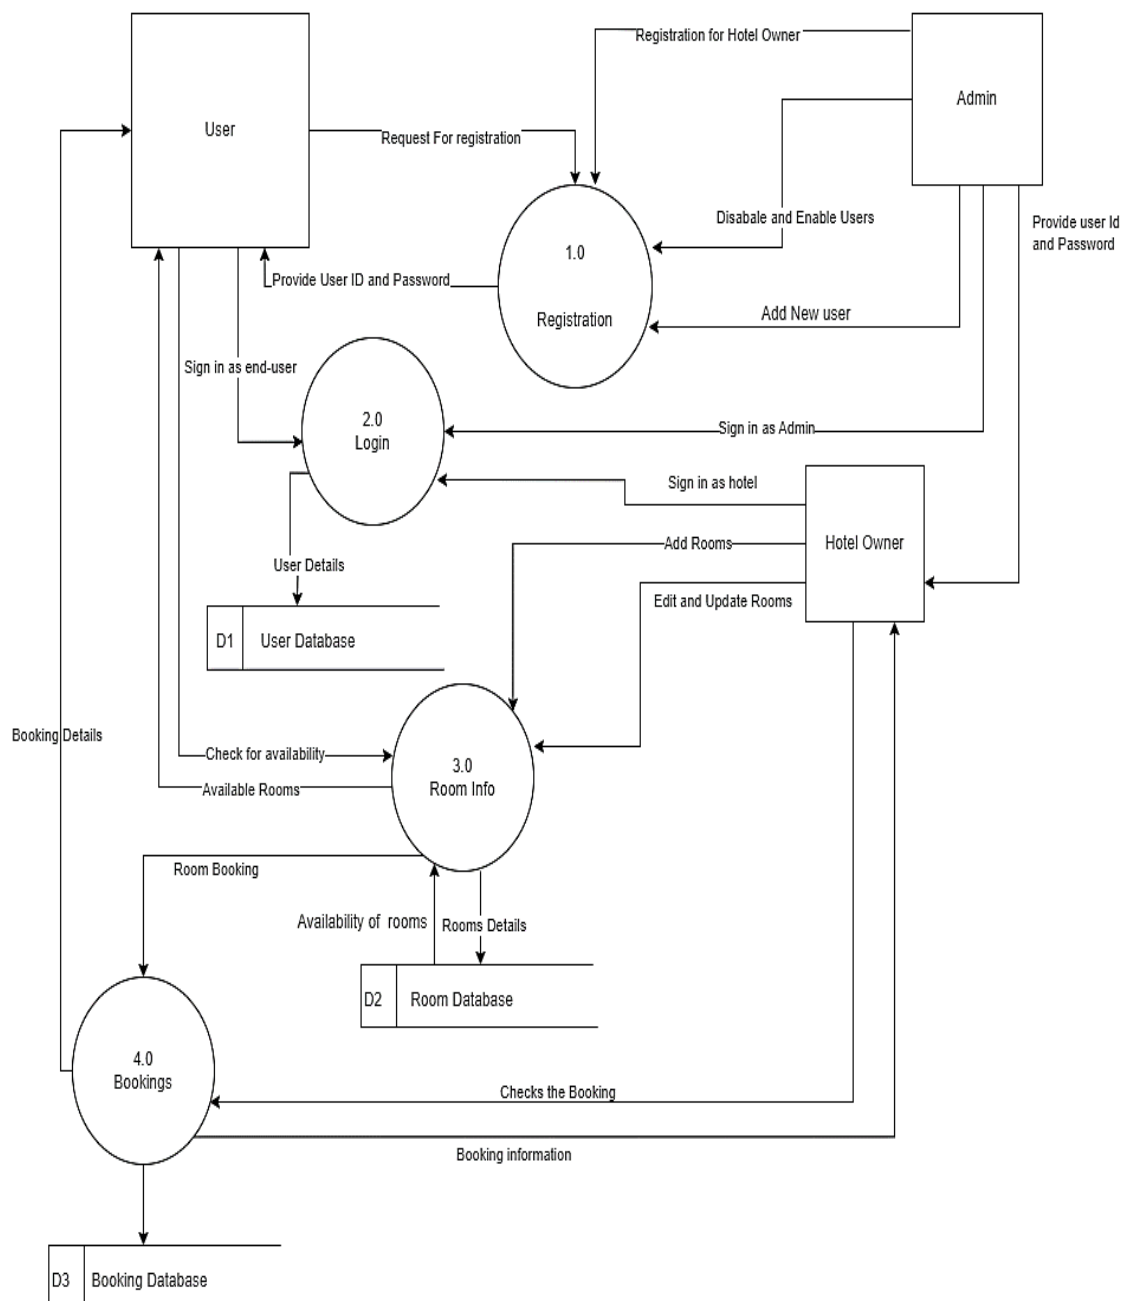 Registration for Hotel Owner
Admin
User
Request For registration
Disabale and Enable Users
Provide user Id
and Password
1.0
Registration
Provide User ID and Password
Add New user
Sign in as end-user
2.0
Login
Sign in as Admin
Sign in as hotel
Hotel Owner
Add Rooms
User Details
Edit and Update Rooms
D1
User Database
Booking Details
Check for availability
3.0
Room Info
Available Rooms
Room Booking
Availability of rooms
Rooms Details
D2
Room Database
4.0
Bookings
Checks the Booking
Booking information
D3
Booking Database